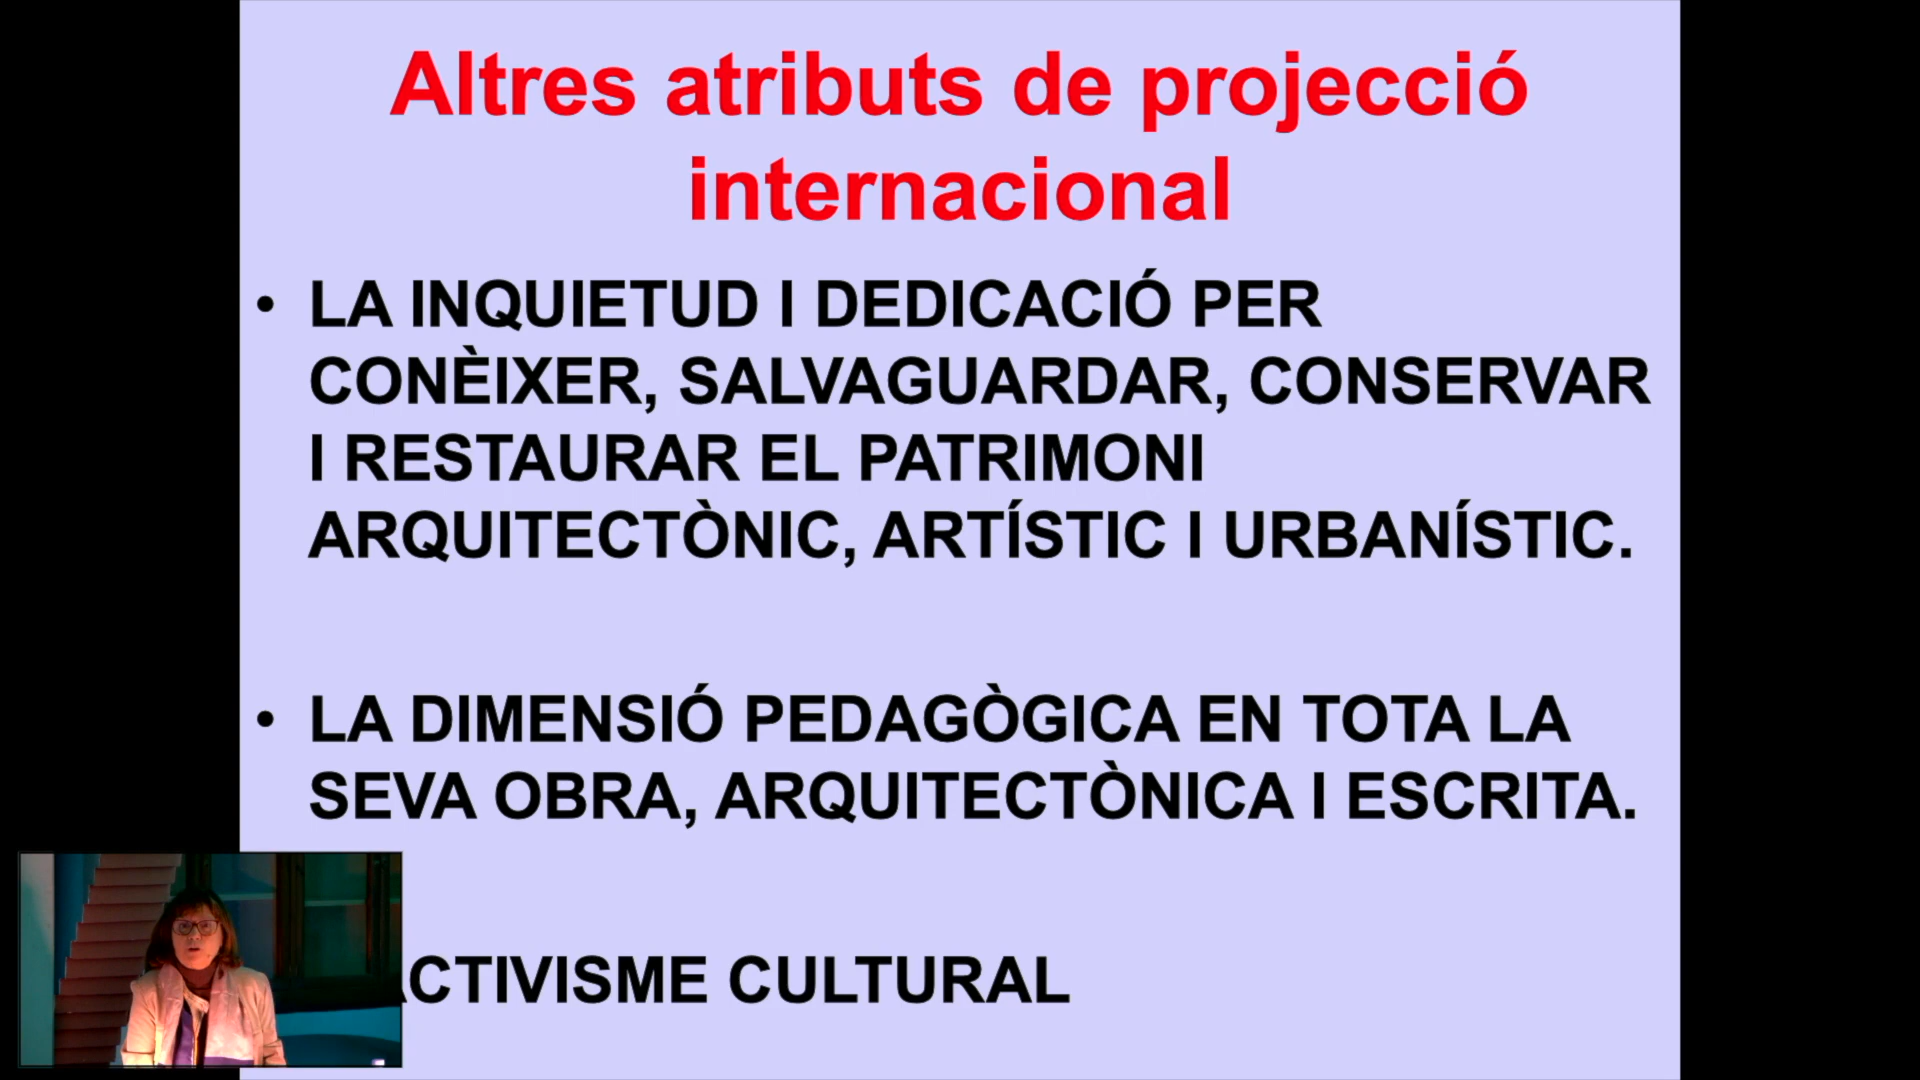 Altres atributs de projecció
internacional
• LA INQUIETUD I DEDICACIÓ PER
CONÈIXER, SALVAGUARDAR, CONSERVAR
I RESTAURAR EL PATRIMONI
ARQUITECTÒNIC, ARTÍSTIC I URBANÍSTIC.
• LA DIMENSIÓ PEDAGÒGICA EN TOTA LA
SEVA OBRA, ARQUITECTÒNICA I ESCRITA.
ACTIVISME CULTURAL